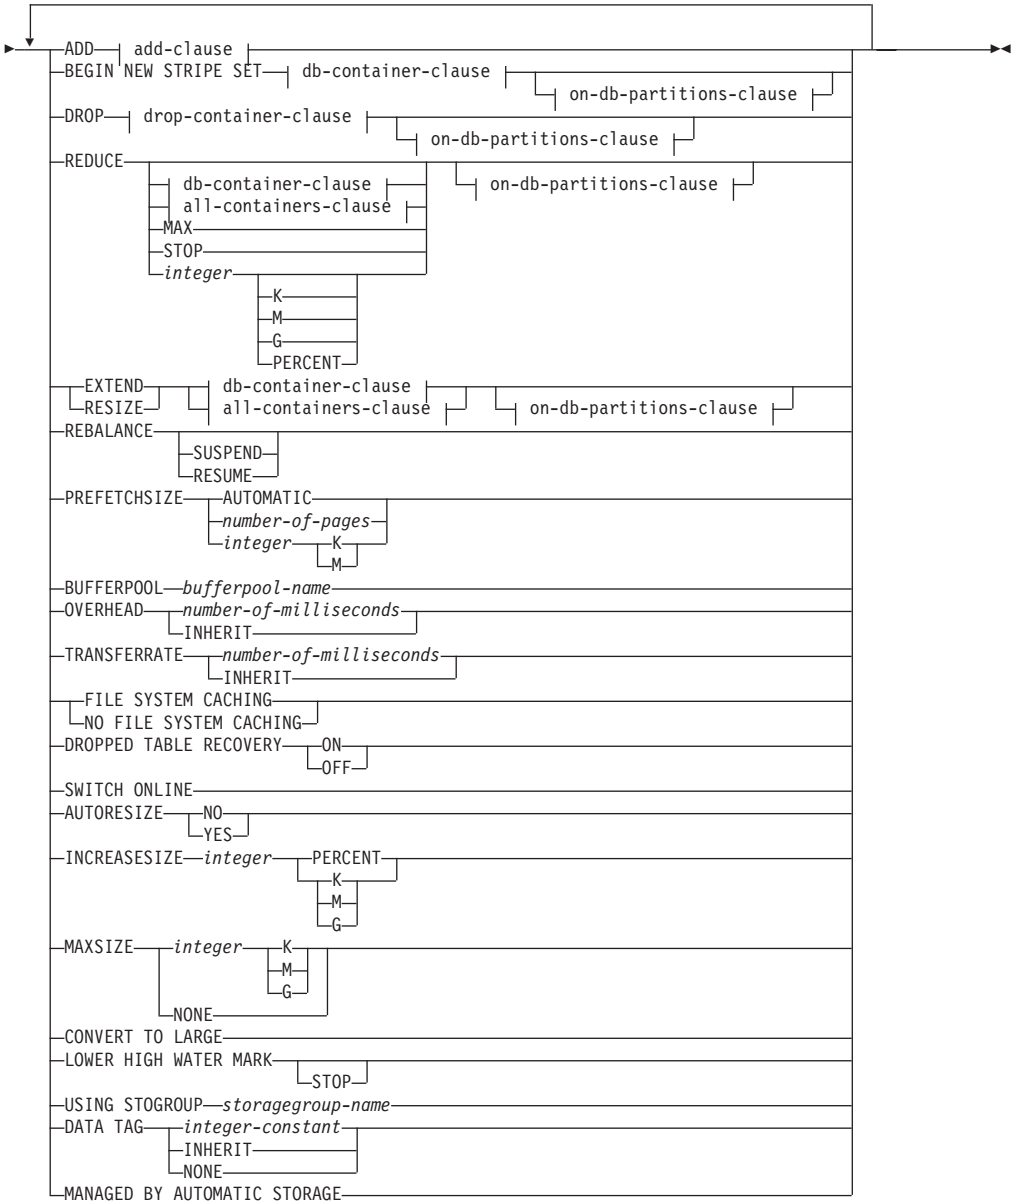 ADD add-clause
BEGIN NEW STRIPE SET db-container-clause
on-db-partitions-clause
DROP drop-container-clause
on-db-partitions-clause
REDUCE
db-container-clause on-db-partitions-clause
all-containers-clause
MAX
STOP
integer
K
M
G
PERCENT
EXTEND db-container-clause
RESIZE all-containers-clause on-db-partitions-clause
REBALANCE
SUSPEND
RESUME
PREFETCHSIZE AUTOMATIC
number-of-pages
integer K
M
BUFFERPOOL bufferpool-name
OVERHEAD number-of-milliseconds
INHERIT
TRANSFERRATE number-of-milliseconds
INHERIT
FILE SYSTEM CACHING
NO FILE SYSTEM CACHING
DROPPED TABLE RECOVERY ON
OFF
SWITCH ONLINE
AUTORESIZE NO
YES
INCREASESIZE integer PERCENT
K
M
G
MAXSIZE integer K
M
G
NONE
CONVERT TO LARGE
LOWER HIGH WATER MARK
STOP
USING STOGROUP storagegroup-name
DATA TAG integer-constant
INHERIT
NONE
MANAGED BY AUTOMATIC STORAGE